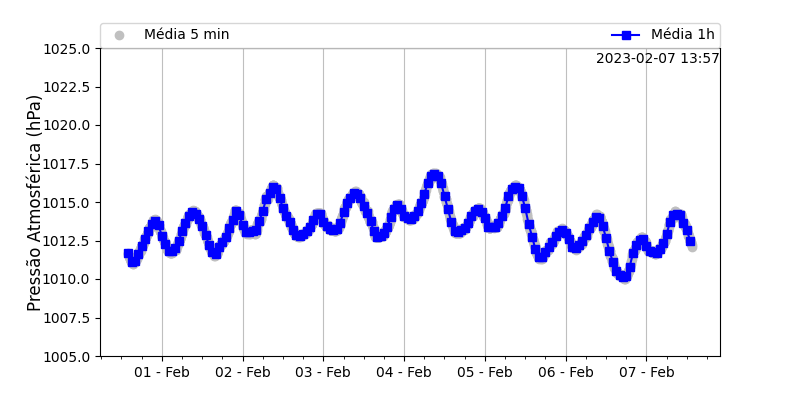 Média 5 min
Média 1h
2023-02-07 13:57
Pressão Atmosférica (hPa)
1025.0
1022.5
1020.0
1017.5
1015.0
1012.5
1010.0
1007.5
1005.0
01 - Feb
02 - Feb
03 - Feb
04 - Feb
05 - Feb
06 - Feb
07 - Feb